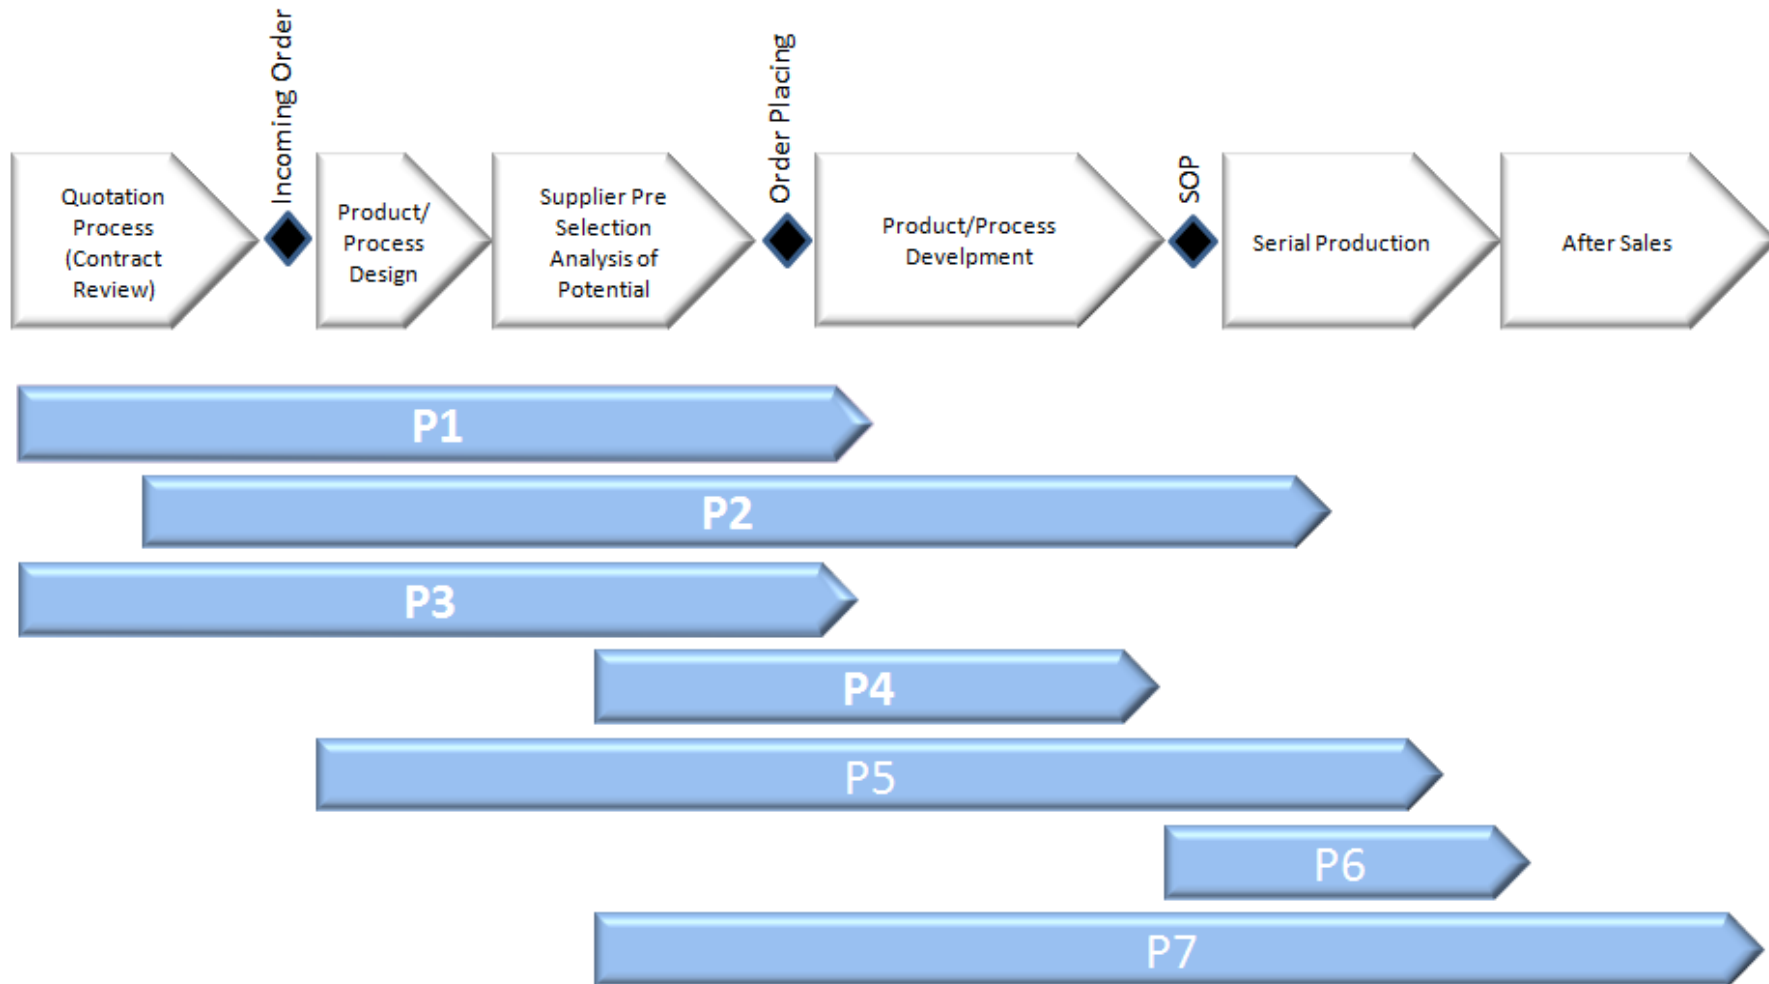 Quotation
Process
(Contract
Review)
Incoming Order
Product/
Process
Design
Supplier Pre
Selection
Analysis of
Potential
Order Placing
Product/Process
Develpment
SOP
Serial Production
After Sales
P1
P2
P3
P4
P5
P6
P7